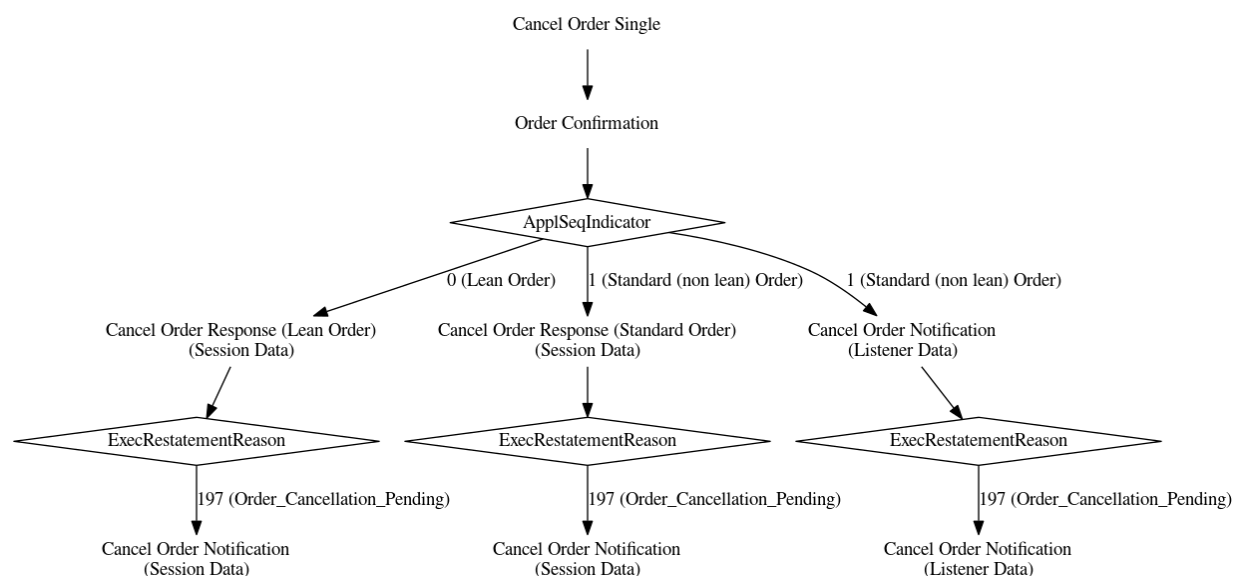 Cancel Order Single
Order Confirmation
ApplSeqIndicator
0 (Lean Order)
1 (Standard (non lean) Order)
1 (Standard (non lean) Order)
Cancel Order Response (Lean Order)
(Session Data)
Cancel Order Response (Standard Order)
(Session Data)
Cancel Order Notification
(Listener Data)
ExecRestatementReason
ExecRestatementReason
ExecRestatementReason
197 (Order_Cancellation_Pending)
197 (Order_Cancellation_Pending)
197 (Order_Cancellation_Pending)
Cancel Order Notification
(Session Data)
Cancel Order Notification
(Session Data)
Cancel Order Notification
(Listener Data)